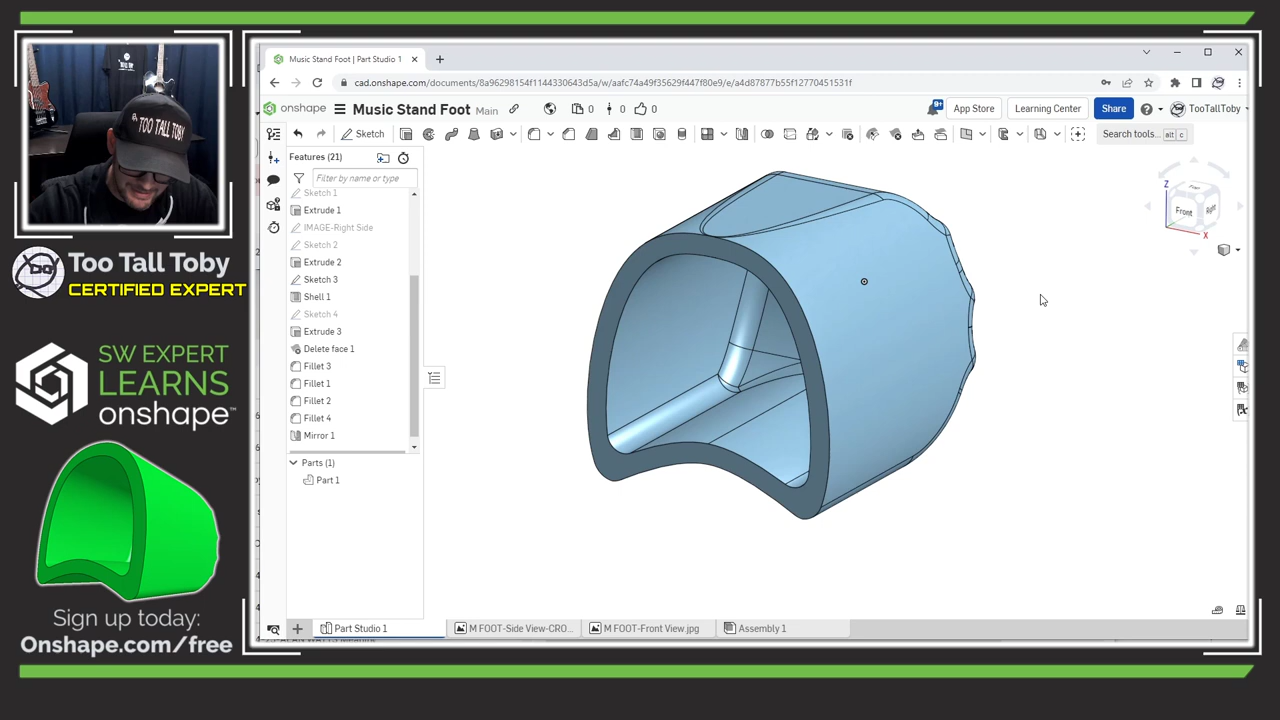 TOO TALL TOBY
Too Tall Toby
CERTIFIED EXPERT
SW EXPERT
LEARNS
onshape™
Sign up today:
Onshape.com/free
Music Stand Foot | Part Studio 1
cad.onshape.com/documents/8a96298154f1144330643d5a/w/aafc74a49f35629f447f80e9/e/a4d87877b55f12770451531f
onshape
Music Stand Foot Main
0 0 0
9+
App Store
Learning Center
Share
TooTallToby
Sketch
Search tools... alt c
Features (21)
Filter by name or type
Sketch 1
Extrude 1
IMAGE-Right Side
Sketch 2
Extrude 2
Sketch 3
Shell 1
Sketch 4
Extrude 3
Delete face 1
Fillet 3
Fillet 1
Fillet 2
Fillet 4
Mirror 1
Parts (1)
Part 1
Z
Front
Right
X
Part Studio 1
M FOOT-Side View-CRO...
M FOOT-Front View.jpg
Assembly 1